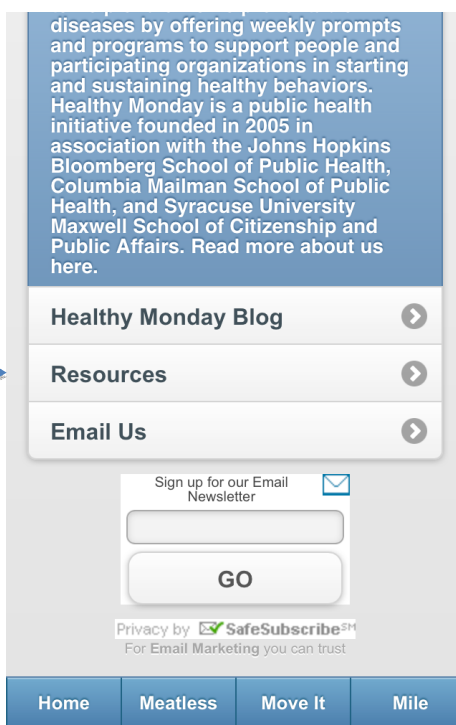 diseases by offering weekly prompts
and programs to support people and
participating organizations in starting
and sustaining healthy behaviors.
Healthy Monday is a public health
initiative founded in 2005 in
association with the Johns Hopkins
Bloomberg School of Public Health,
Columbia Mailman School of Public
Health, and Syracuse University
Maxwell School of Citizenship and
Public Affairs. Read more about us
here.
Healthy Monday Blog
Resources
Email Us
Sign up for our Email
Newsletter
GO
Privacy by SafeSubscribe℠
For Email Marketing you can trust
Home Meatless Move It Mile